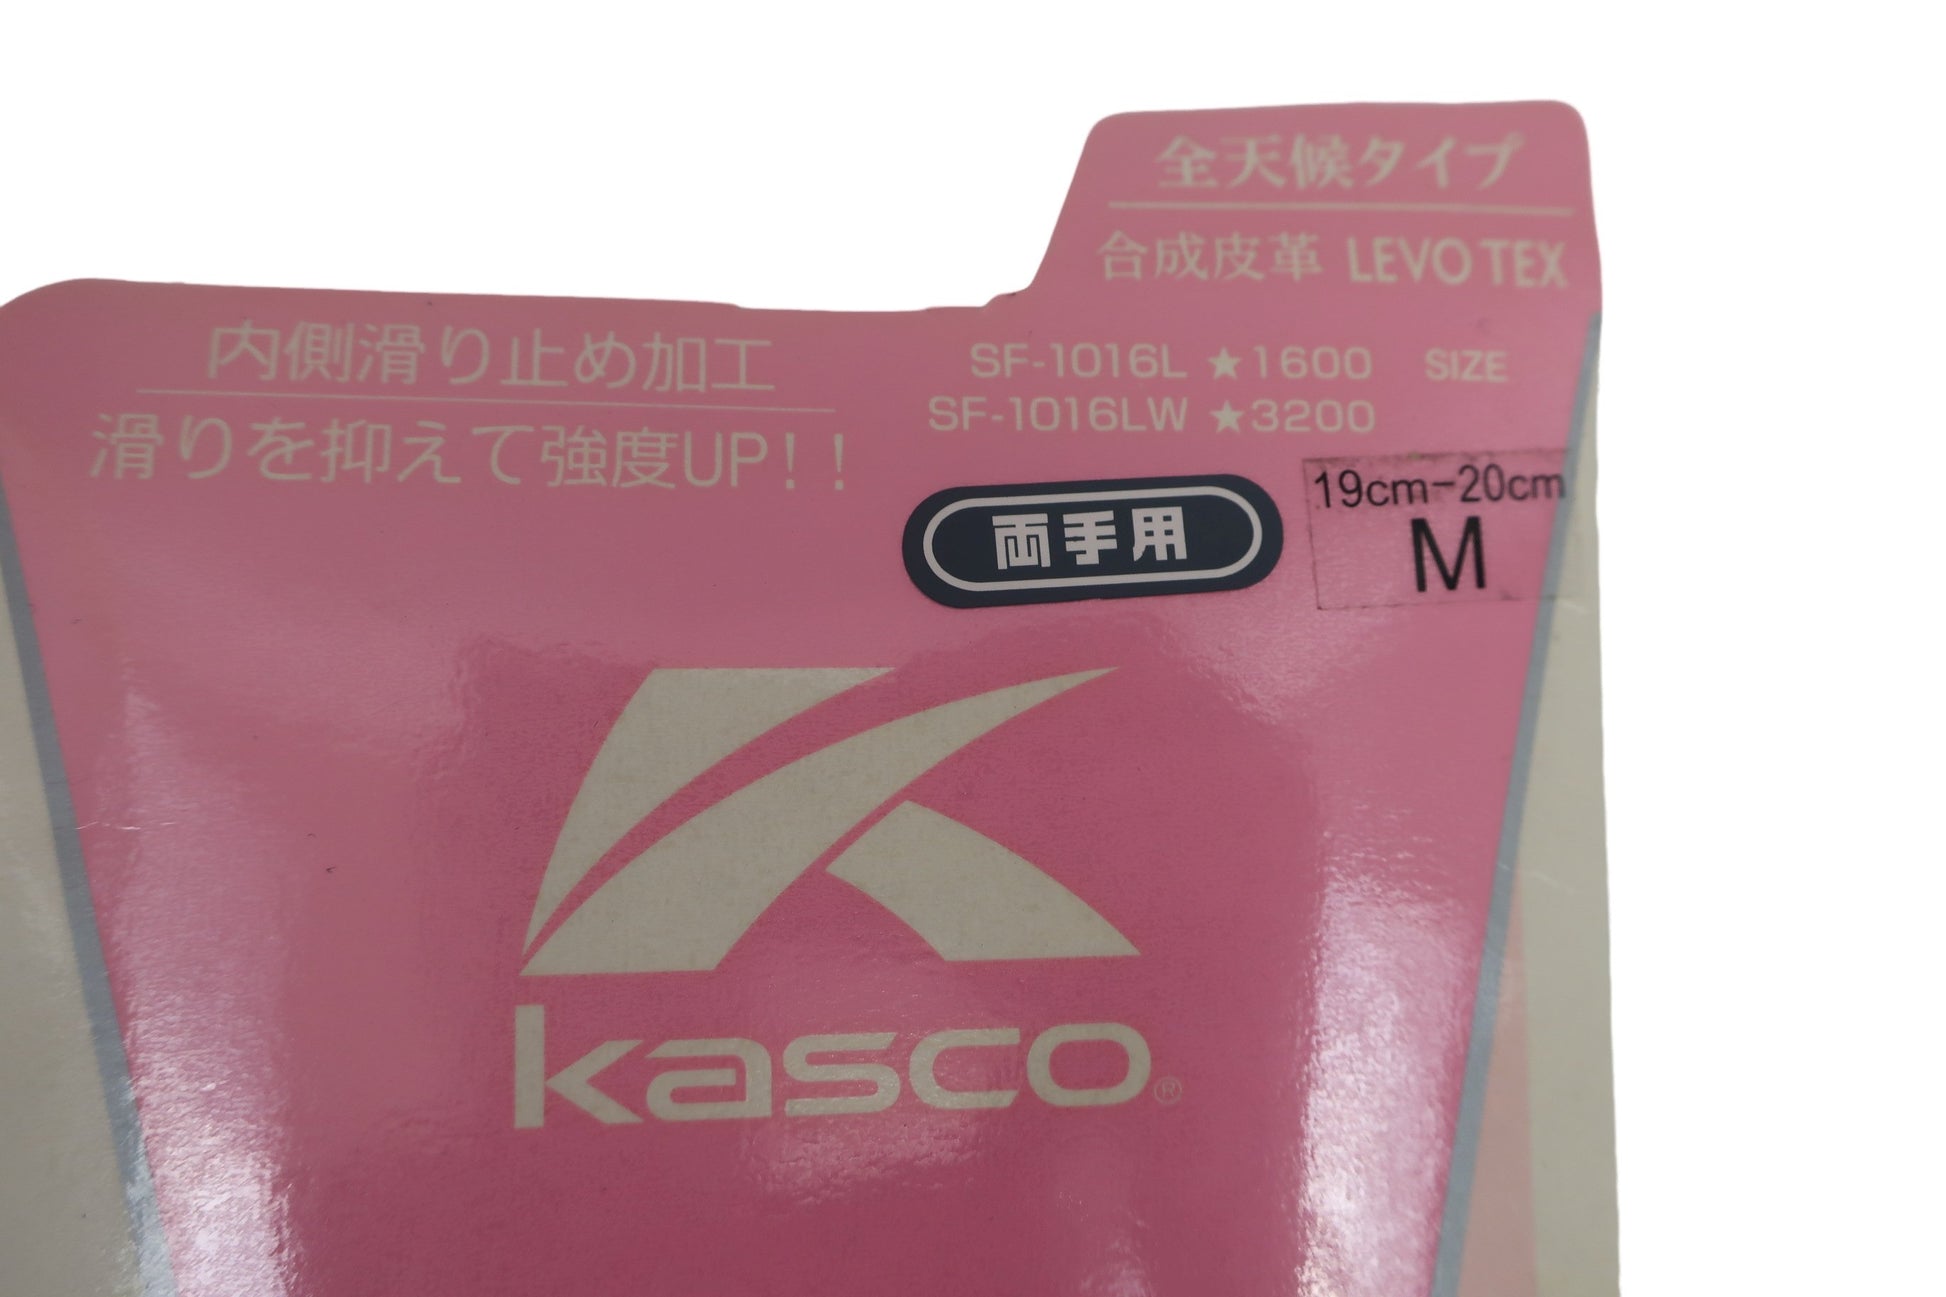 全天候タイプ
合成皮革 LEVO TEX
内側滑り止め加工
滑りを抑えて強度UP!!
SF-1016L ★1600 SIZE
SF-1016LW ★3200
両手用
19cm-20cm
M
kasco®